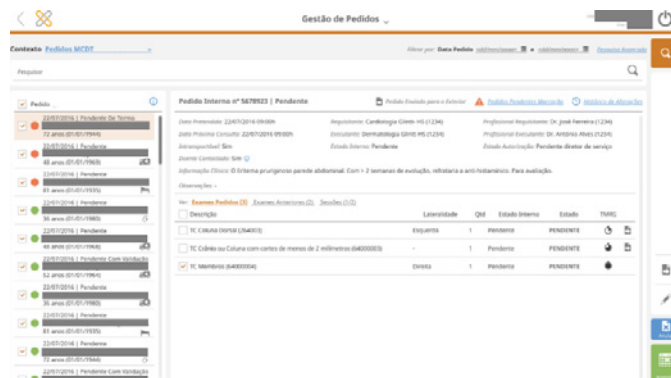 Gestão de Pedidos
Contexto Pedidos MCDT
Filtrar por: Data Pedido a Pesquisa Avançada
Pesquisar
Pedido
22/07/2016 | Pendente De Termo
72 anos (01/01/1944)
22/07/2016 | Pendente
48 anos (01/01/1969)
22/07/2016 | Pendente
81 anos (01/01/1935)
22/07/2016 | Pendente
36 anos (01/01/1980)
22/07/2016 | Pendente
48 anos (01/01/1968)
22/07/2016 | Pendente Com Validação
52 anos (01/01/1964)
22/07/2016 | Pendente
36 anos (01/01/1980)
22/07/2016 | Pendente
81 anos (01/01/1935)
22/07/2016 | Pendente
72 anos (01/01/1944)
22/07/2016 | Pendente Com Validação
Pedido Interno nº 5678923 | Pendente
Pedido Enviado para o Exterior
Pedidos Pendentes Marcação
Histórico de Alterações
Data Pretendida: 22/07/2016 09:00h
Requisitante: Cardiologia Glintt-HS (1234)
Profissional Requisitante: Dr. José Ferreira (1234)
Data Próxima Consulta: 22/07/2016 09:00h
Executante: Dermatologia Glintt HS (1234)
Profissional Executante: Dr. António Alves (1234)
Intransportável: Sim
Estado Interno: Pendente
Estado Autorização: Pendente diretor de serviço
Doente Contactado: Sim
Informação Clínica: O Eritema pruriginoso parede abdominal. Com > 2 semanas de evolução, refratária a anti-histamínico. Para avaliação.
Observações -
Ver: Exames Pedidos (3) Exames Anteriores (2) Sessões (1/3)
Descrição Lateralidade Qtd Estado Interno Estado TMRG
TC Coluna Dorsal (264003) Esquerda 1 Pendente PENDENTE
TC Crânio ou Coluna com cortes de menos de 2 milímetros (64000003) - 1 Pendente PENDENTE
TC Membros (64000004) Direita 1 Pendente PENDENTE